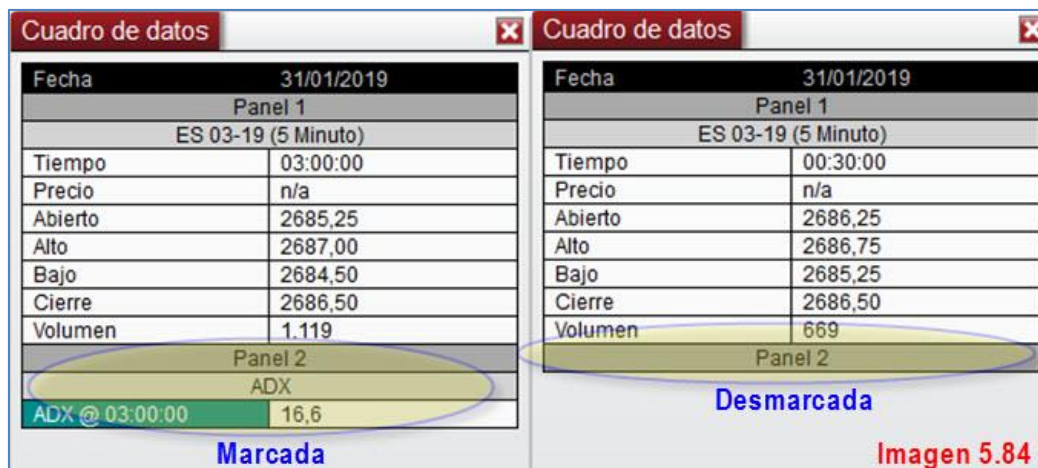 Cuadro de datos
Fecha 31/01/2019
Panel 1
ES 03-19 (5 Minuto)
Tiempo 03:00:00
Precio n/a
Abierto 2685,25
Alto 2687,00
Bajo 2684,50
Cierre 2686,50
Volumen 1.119
Panel 2
ADX
ADX @ 03:00:00 16,6
Marcada
Cuadro de datos
Fecha 31/01/2019
Panel 1
ES 03-19 (5 Minuto)
Tiempo 00:30:00
Precio n/a
Abierto 2686,25
Alto 2686,75
Bajo 2685,25
Cierre 2686,50
Volumen 669
Panel 2
Desmarcada
Imagen 5.84